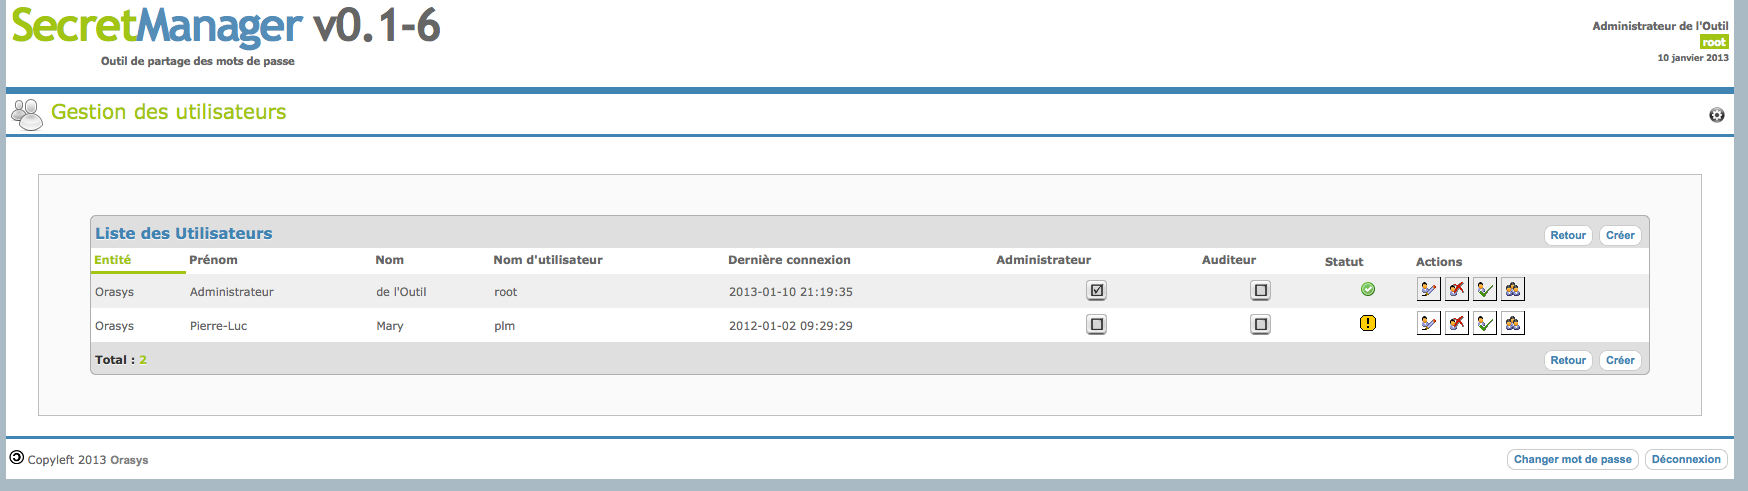 SecretManager v0.1-6
Outil de partage des mots de passe
Administrateur de l'Outil
root
10 janvier 2013
Gestion des utilisateurs
Liste des Utilisateurs Retour Créer
Entité Prénom Nom Nom d'utilisateur Dernière connexion Administrateur Auditeur Statut Actions
Orasys Administrateur de l'Outil root 2013-01-10 21:19:35
Orasys Pierre-Luc Mary plm 2012-01-02 09:29:29
Total : 2 Retour Créer
Copyleft 2013 Orasys Changer mot de passe Déconnexion